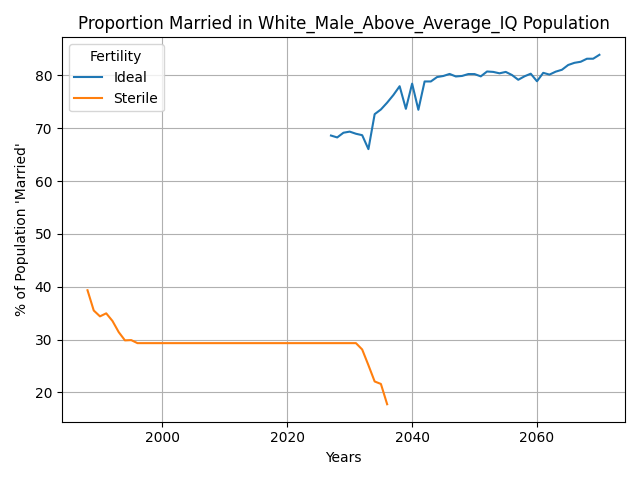 Proportion Married in White_Male_Above_Average_IQ Population
% of Population 'Married'
Fertility
Ideal
Sterile
80
70
60
50
40
30
20
2000 2020 2040 2060
Years